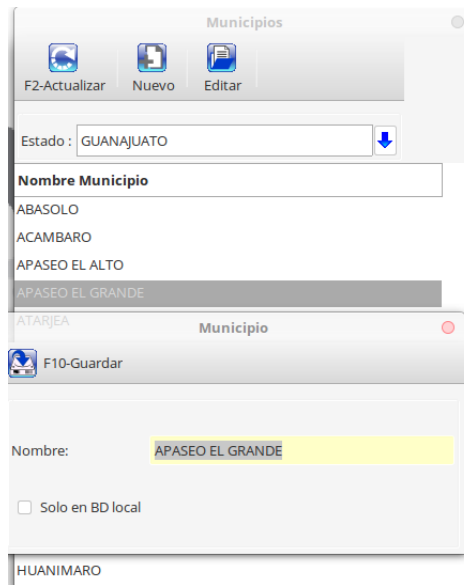 Municipios
F2-Actualizar Nuevo Editar
Estado : GUANAJUATO
Nombre Municipio
ABASOLO
ACAMBARO
APASEO EL ALTO
APASEO EL GRANDE
ATARJEA
Municipio
F10-Guardar
Nombre: APASEO EL GRANDE
Solo en BD local
HUANIMARO